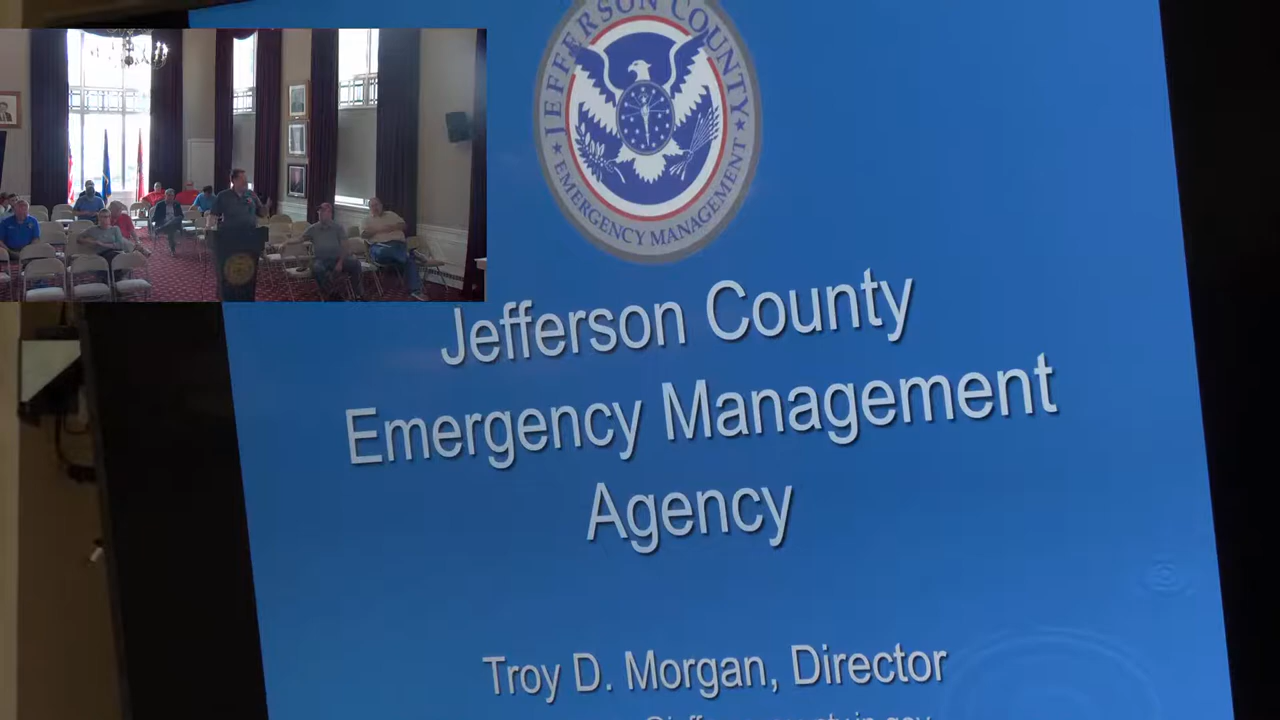 JEFFERSON COUNTY
★ EMERGENCY MANAGEMENT ★
Jefferson County
Emergency Management
Agency
Troy D. Morgan, Director